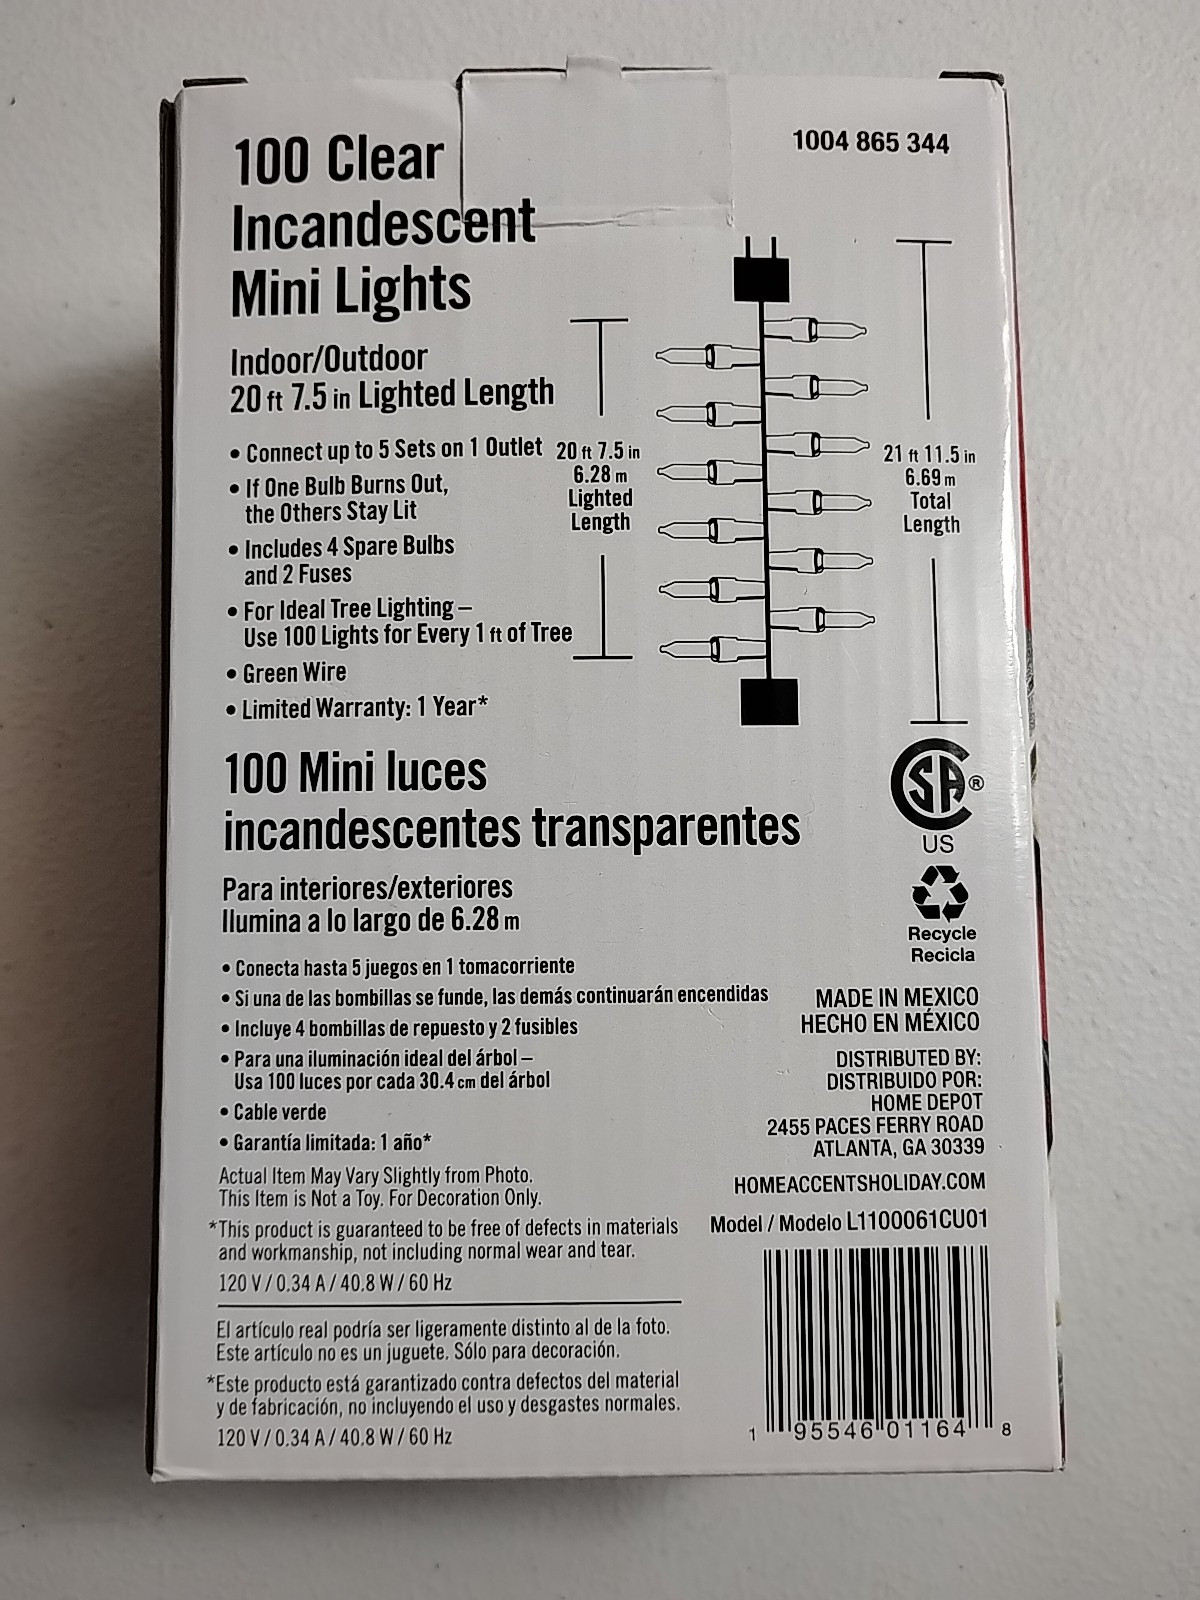 100 Clear
Incandescent
Mini Lights
1004 865 344
Indoor/Outdoor
20 ft 7.5 in Lighted Length
• Connect up to 5 Sets on 1 Outlet
• If One Bulb Burns Out,
the Others Stay Lit
• Includes 4 Spare Bulbs
and 2 Fuses
• For Ideal Tree Lighting –
Use 100 Lights for Every 1 ft of Tree
• Green Wire
• Limited Warranty: 1 Year*
20 ft 7.5 in
6.28 m
Lighted
Length
21 ft 11.5 in
6.69 m
Total
Length
100 Mini luces
incandescentes transparentes
Para interiores/exteriores
Ilumina a lo largo de 6.28 m
• Conecta hasta 5 juegos en 1 tomacorriente
• Si una de las bombillas se funde, las demás continuarán encendidas
• Incluye 4 bombillas de repuesto y 2 fusibles
• Para una iluminación ideal del árbol –
Usa 100 luces por cada 30.4 cm del árbol
• Cable verde
• Garantía limitada: 1 año*
Actual Item May Vary Slightly from Photo.
This Item is Not a Toy. For Decoration Only.
*This product is guaranteed to be free of defects in materials
and workmanship, not including normal wear and tear.
120 V / 0.34 A / 40.8 W / 60 Hz
El artículo real podría ser ligeramente distinto al de la foto.
Este artículo no es un juguete. Sólo para decoración.
*Este producto está garantizado contra defectos del material
y de fabricación, no incluyendo el uso y desgastes normales.
120 V / 0.34 A / 40.8 W / 60 Hz
CSA ®
US
Recycle
Recicla
MADE IN MEXICO
HECHO EN MÉXICO
DISTRIBUTED BY:
DISTRIBUIDO POR:
HOME DEPOT
2455 PACES FERRY ROAD
ATLANTA, GA 30339
HOMEACCENTSHOLIDAY.COM
Model / Modelo L1100061CU01
1 95546 01164 8